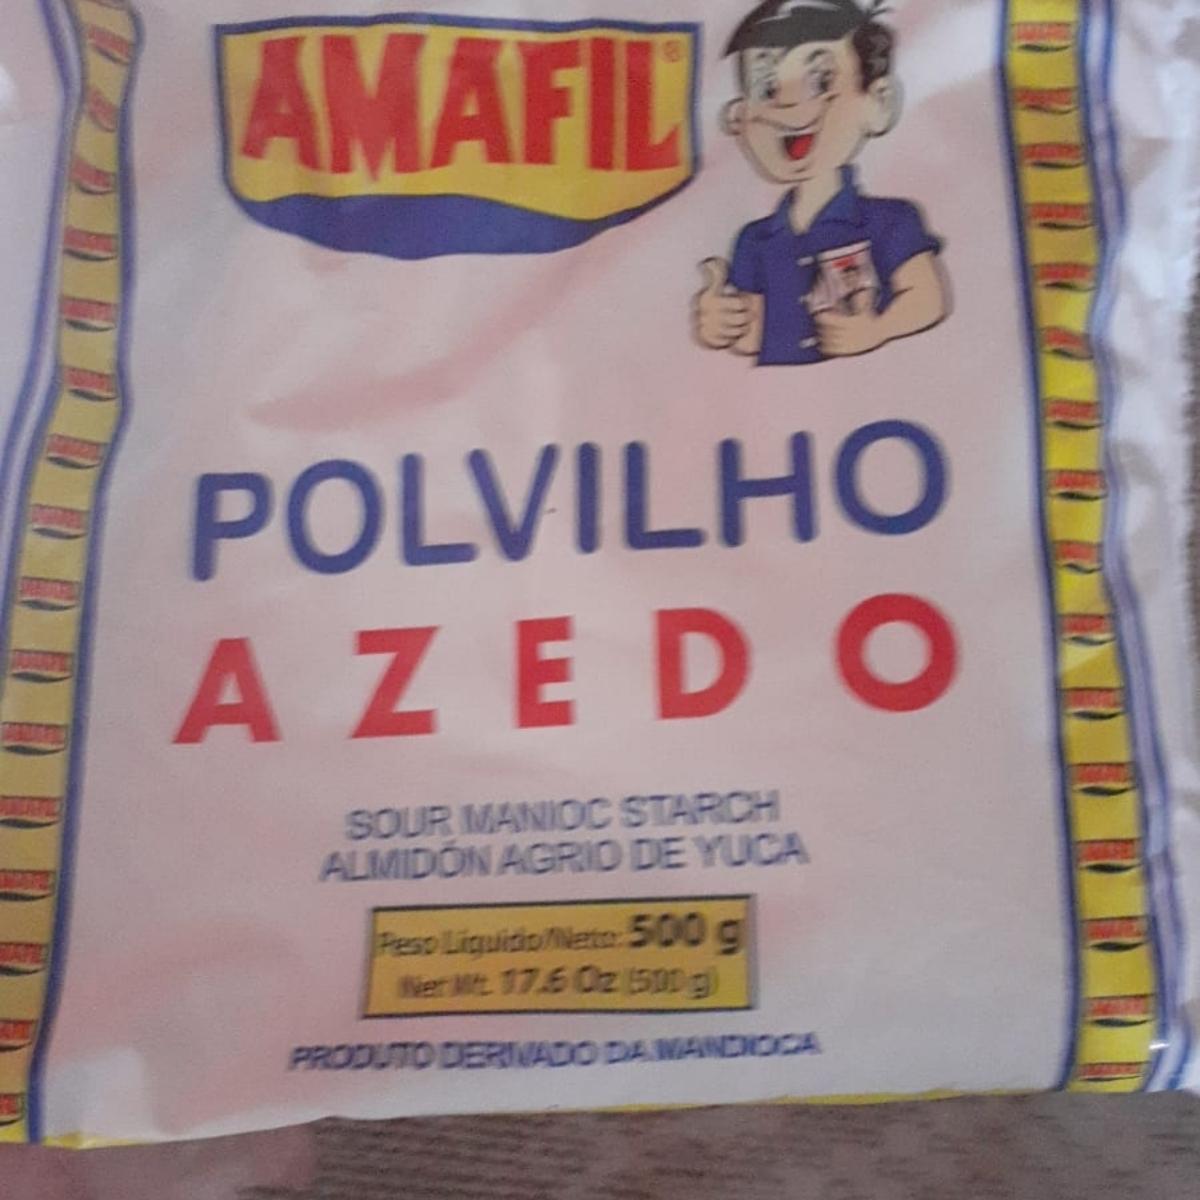 AMAFIL®
POLVILHO
AZEDO
SOUR MANIOC STARCH
ALMIDÓN AGRIO DE YUCA
Peso Líquido/Neto: 500 g
Net Wt. 17.6 Oz (500 g)
PRODUTO DERIVADO DA MANDIOCA